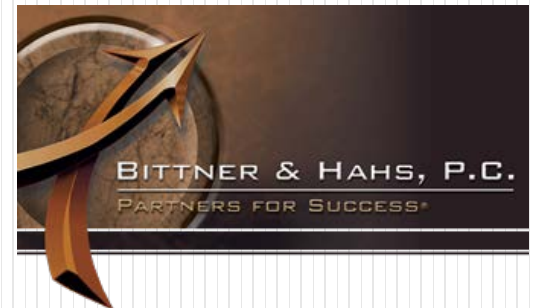 BITTNER & HAHS, P.C.
PARTNERS FOR SUCCESS®